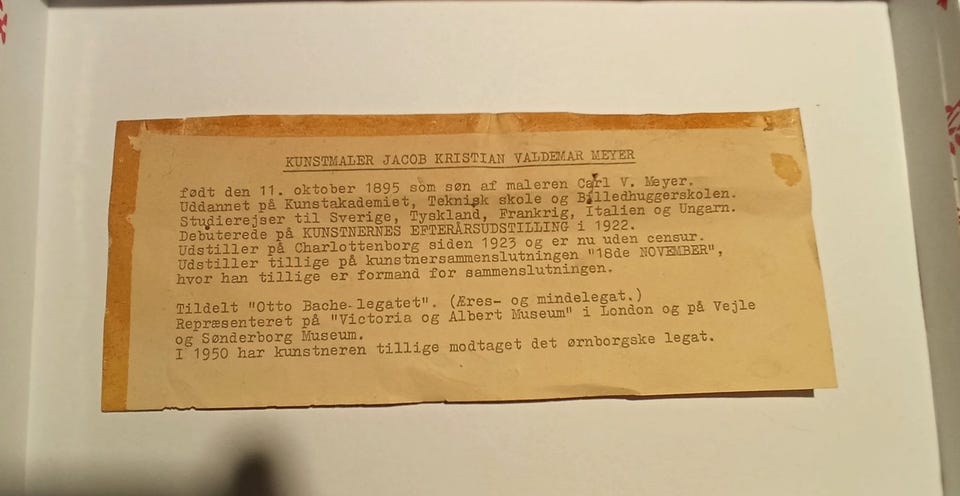 KUNSTMALER JACOB KRISTIAN VALDEMAR MEYER
født den 11. oktober 1895 som søn af maleren Carl V. Meyer.
Uddannet på Kunstakademiet, Teknisk skole og Billedhuggerskolen.
Studierejser til Sverige, Tyskland, Frankrig, Italien og Ungarn.
Debuterede på KUNSTNERNES EFTERÅRSUDSTILLING i 1922.
Udstiller på Charlottenborg siden 1923 og er nu uden censur.
Udstiller tillige på kunstnersammenslutningen "18de NOVEMBER",
hvor han tillige er formand for sammenslutningen.
Tildelt "Otto Bache-legatet". (Æres- og mindelegat.)
Repræsenteret på "Victoria og Albert Museum" i London og på Vejle
og Sønderborg Museum.
I 1950 har kunstneren tillige modtaget det ørnborgske legat.